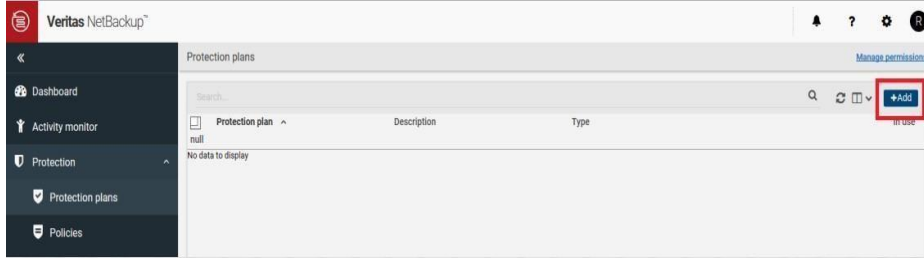 Veritas NetBackup™
?
R
«
Protection plans
Manage permissions
Dashboard
Search...
+Add
Activity monitor
Protection plan
Description
Type
In use
null
Protection
No data to display
Protection plans
Policies